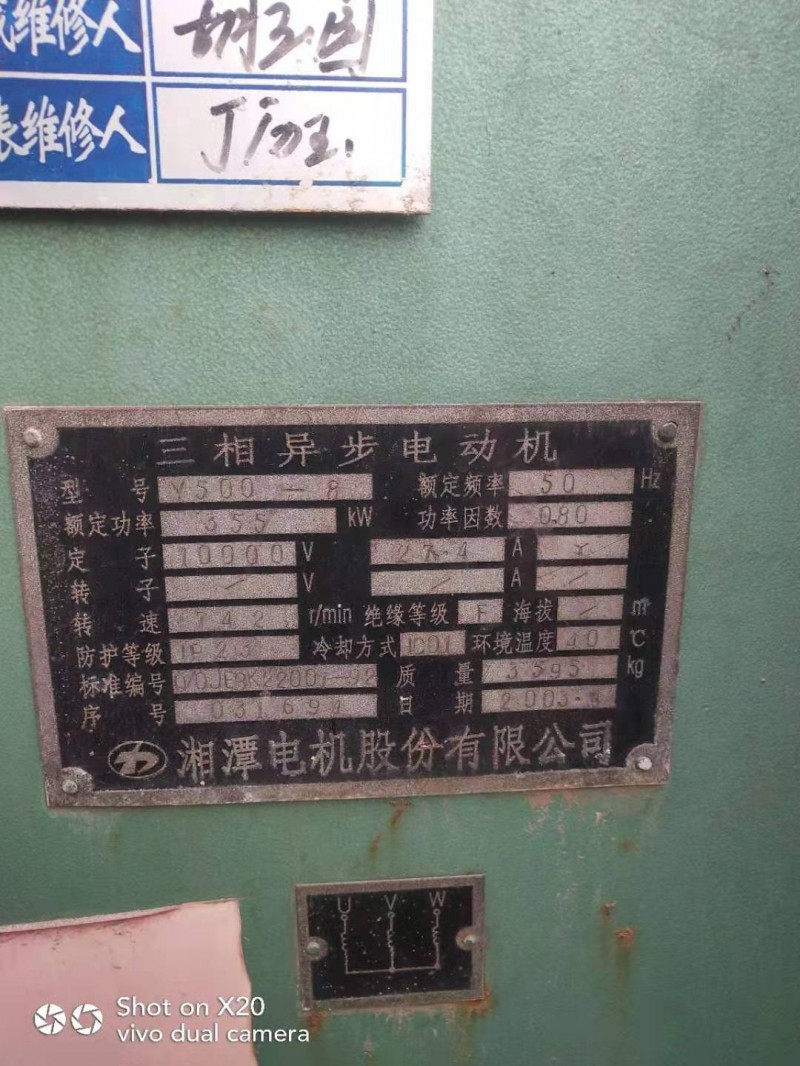 维修人
维修人
三相异步电动机
型号 Y500-8 额定频率 50 Hz
额定功率 355 kW 功率因数 0.80
定子 10000 V 27.4 A Y
转子 / V / A /
转速 742 r/min 绝缘等级 F 海拔 / m
防护等级 IP23 冷却方式 IC01 环境温度 40 ℃
标准编号 质量 3595 kg
序号 031694 日期 2003
湘潭电机股份有限公司
U V W
Shot on X20
vivo dual camera